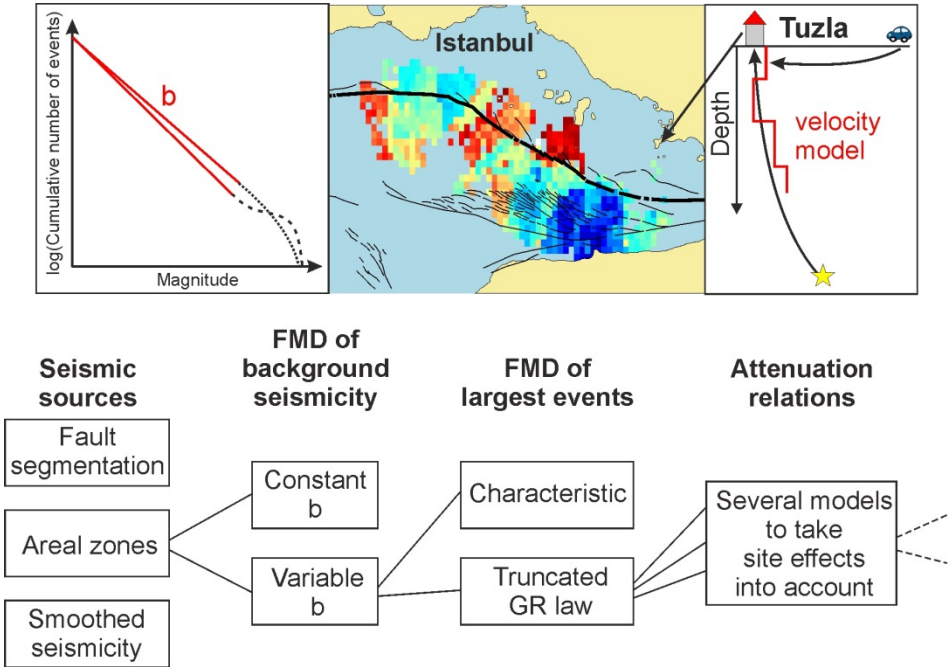 log(Cumulative number of events)
b
Magnitude
Istanbul
Tuzla
Depth
velocity
model
Seismic
sources
FMD of
background
seismicity
FMD of
largest events
Attenuation
relations
Fault
segmentation
Areal zones
Smoothed
seismicity
Constant
b
Variable
b
Characteristic
Truncated
GR law
Several models
to take
site effects
into account